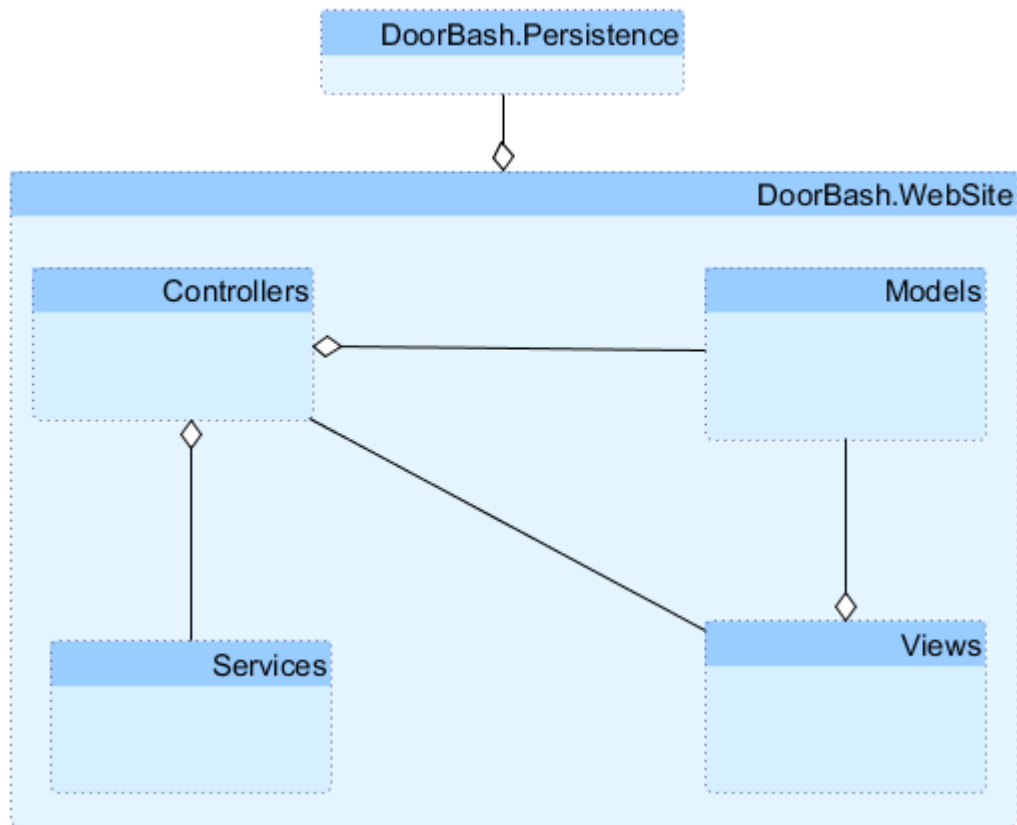 DoorBash.Persistence
DoorBash.WebSite
Controllers
Models
Services
Views